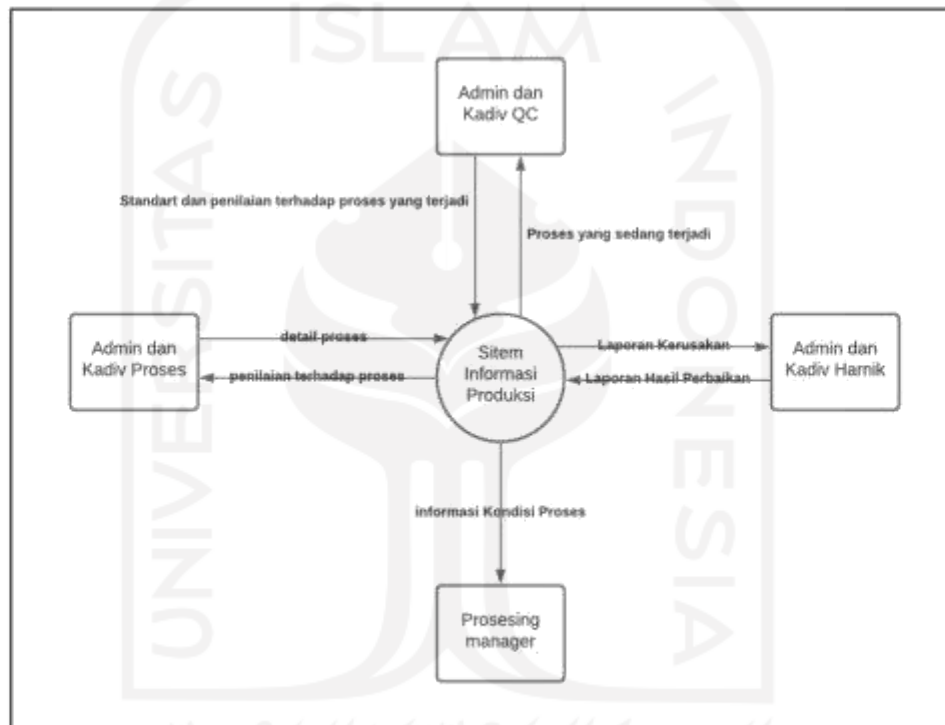 ISLAM
UNIVERSITAS
INDONESIA
Admin dan
Kadiv QC
Standart dan penilaian terhadap proses yang terjadi
Proses yang sedang terjadi
Admin dan
Kadiv Proses
detail proses
penilaian terhadap proses
Sitem
Informasi
Produksi
Laporan Kerusakan
Laporan Hasil Perbaikan
Admin dan
Kadiv Harnik
informasi Kondisi Proses
Prosesing
manager